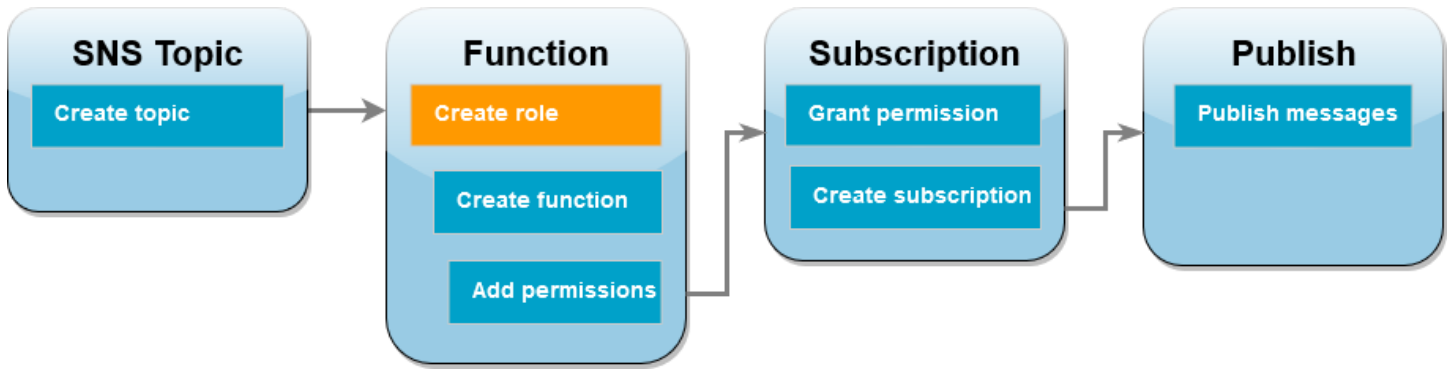 SNS Topic
Create topic
Function
Create role
Create function
Add permissions
Subscription
Grant permission
Create subscription
Publish
Publish messages